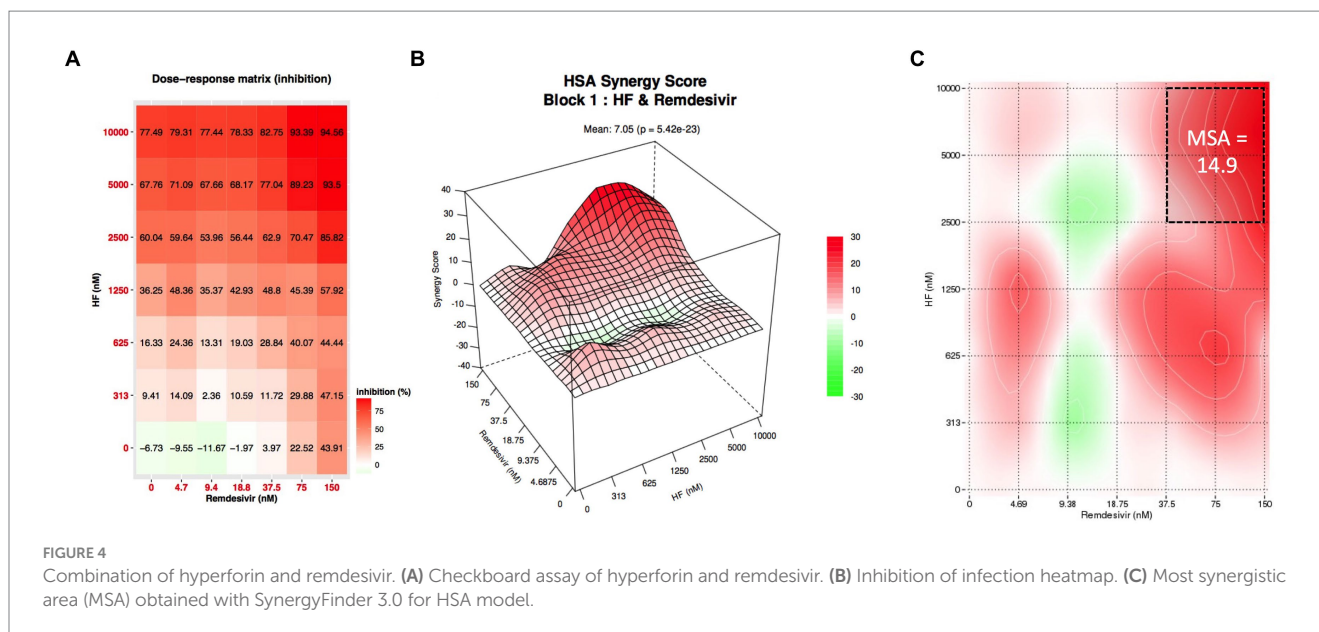 A
Dose-response matrix (inhibition)
HF (nM)
10000 77.49 79.31 77.44 78.33 82.75 93.39 94.56
5000 67.76 71.09 67.66 68.17 77.04 89.23 93.5
2500 60.04 59.64 53.96 56.44 62.9 70.47 85.82
1250 36.25 48.36 35.37 42.93 48.8 45.39 57.92
625 16.33 24.36 13.31 19.03 28.84 40.07 44.44
313 9.41 14.09 2.36 10.59 11.72 29.88 47.15
0 −6.73 −9.55 −11.67 −1.97 3.97 22.52 43.91
0 4.7 9.4 18.8 37.5 75 150
Remdesivir (nM)
inhibition (%)
75
50
25
0
B
HSA Synergy Score
Block 1 : HF & Remdesivir
Mean: 7.05 (p = 5.42e-23)
Synergy Score
40
30
20
10
0
-10
-20
-30
-40
150
75
37.5
18.75
9.375
4.6875
0
Remdesivir (nM)
0
313
625
1250
2500
5000
10000
HF (nM)
30
20
10
0
-10
-20
-30
C
HF (nM)
10000
5000
2500
1250
625
313
0
MSA =
14.9
0 4.69 9.38 18.75 37.5 75 150
Remdesivir (nM)
FIGURE 4
Combination of hyperforin and remdesivir. (A) Checkboard assay of hyperforin and remdesivir. (B) Inhibition of infection heatmap. (C) Most synergistic
area (MSA) obtained with SynergyFinder 3.0 for HSA model.